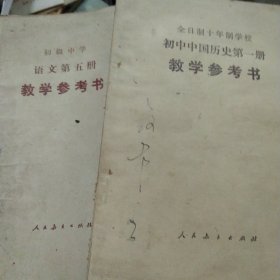 初级中学
语文第五册
教学参考书
人民教育出版社
全日制十年制学校
初中中国历史第一册
教学参考书
人民教育出版社